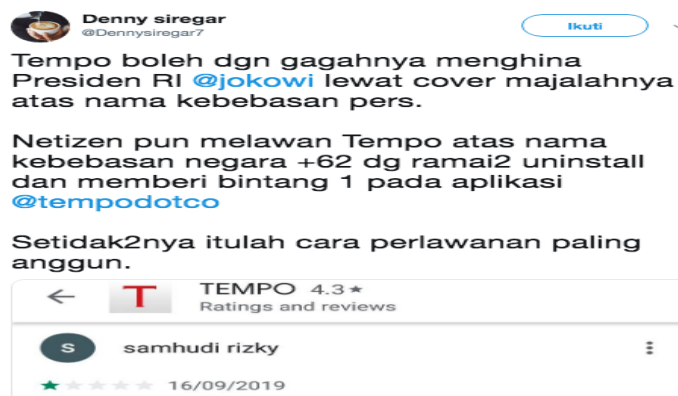 Denny siregar
@Dennysiregar7
Ikuti
Tempo boleh dgn gagahnya menghina
Presiden RI @jokowi lewat cover majalahnya
atas nama kebebasan pers.
Netizen pun melawan Tempo atas nama
kebebasan negara +62 dg ramai2 uninstall
dan memberi bintang 1 pada aplikasi
@tempodotco
Setidak2nya itulah cara perlawanan paling
anggun.
T
TEMPO 4.3★
Ratings and reviews
S
samhudi rizky
16/09/2019